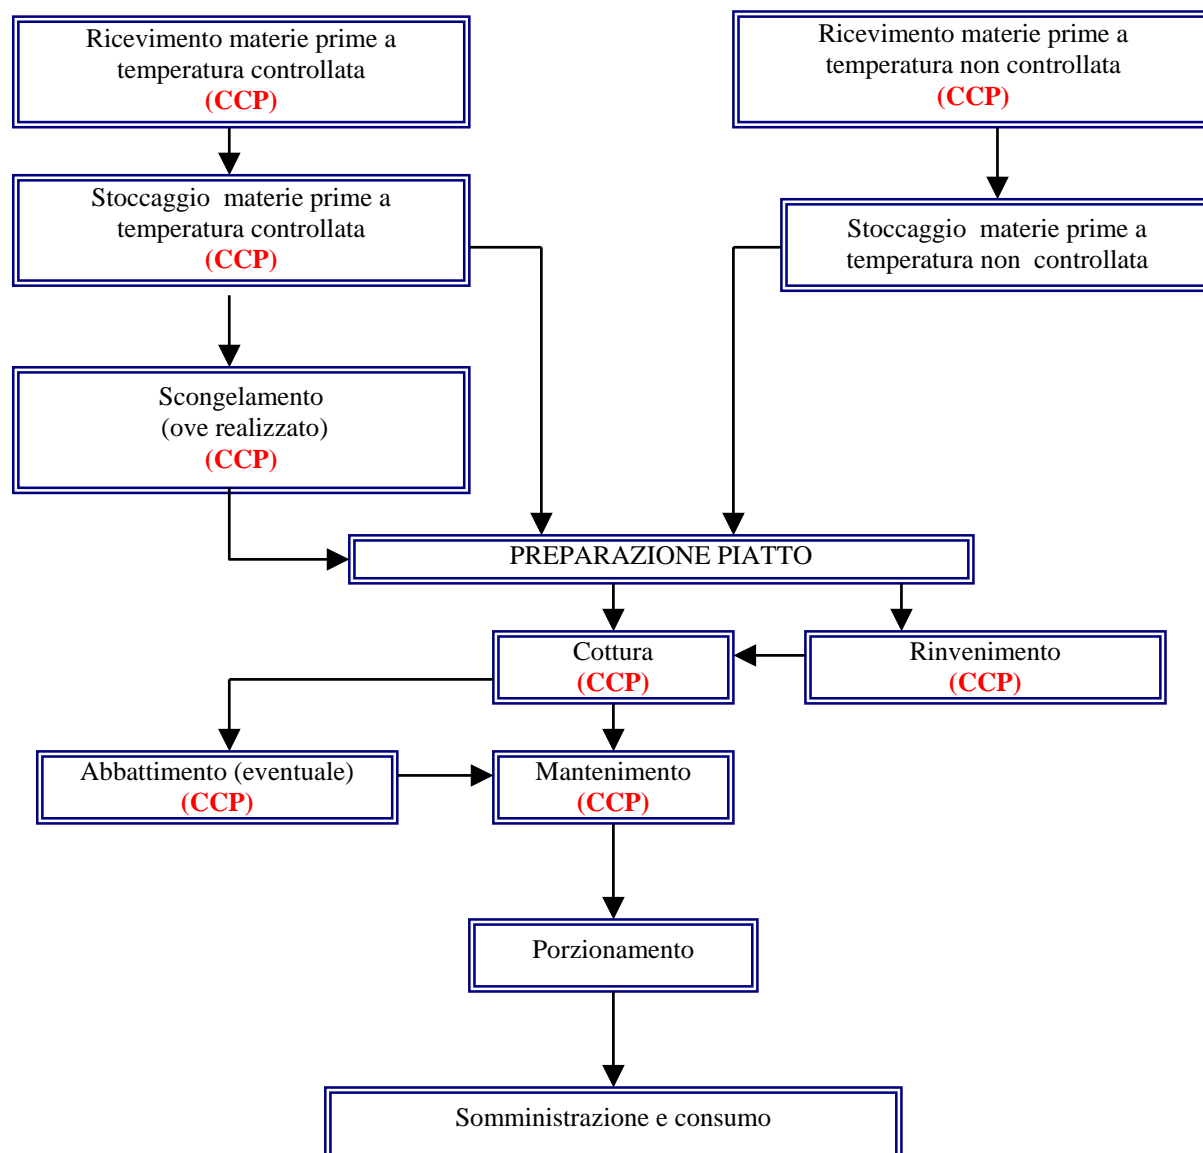 Ricevimento materie prime a
temperatura controllata
(CCP)
Ricevimento materie prime a
temperatura non controllata
(CCP)
Stoccaggio  materie prime a
temperatura controllata
(CCP)
Stoccaggio  materie prime a
temperatura non  controllata
Scongelamento
(ove realizzato)
(CCP)
PREPARAZIONE PIATTO
Cottura
(CCP)
Rinvenimento
(CCP)
Abbattimento (eventuale)
(CCP)
Mantenimento
(CCP)
Porzionamento
Somministrazione e consumo